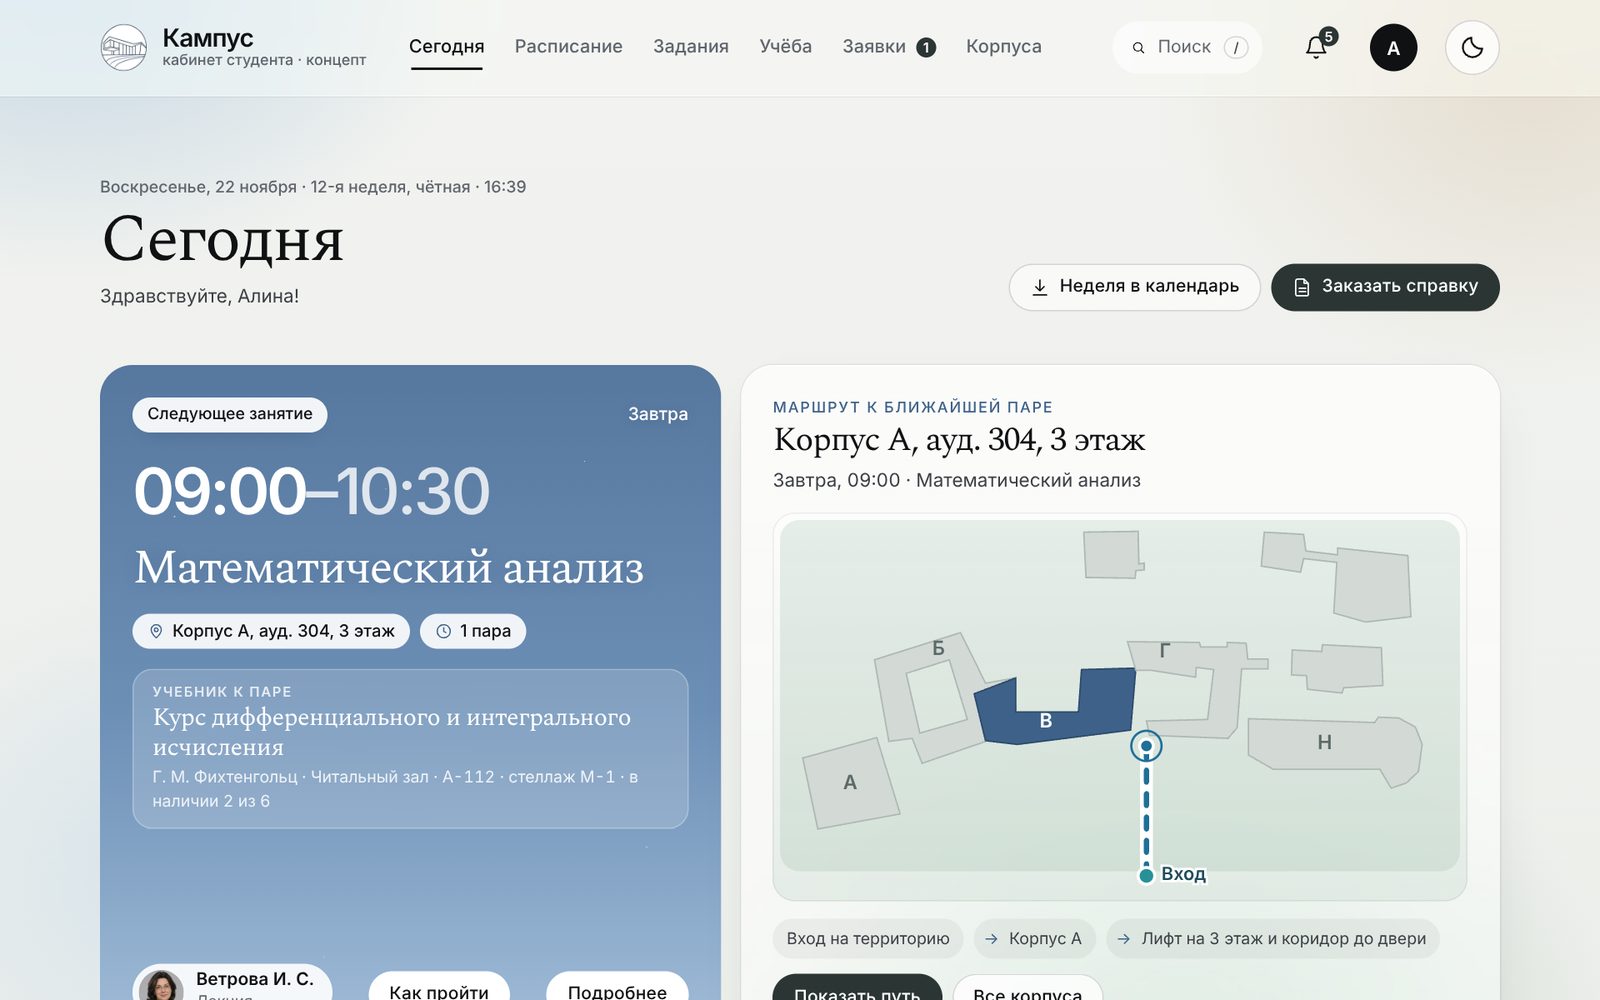 Кампус
кабинет студента · концепт
Сегодня
Расписание
Задания
Учёба
Заявки 1
Корпуса
Поиск /
5
А
Воскресенье, 22 ноября · 12-я неделя, чётная · 16:39
Сегодня
Здравствуйте, Алина!
Неделя в календарь
Заказать справку
Следующее занятие
Завтра
09:00–10:30
Математический анализ
Корпус А, ауд. 304, 3 этаж
1 пара
УЧЕБНИК К ПАРЕ
Курс дифференциального и интегрального
исчисления
Г. М. Фихтенгольц · Читальный зал · А-112 · стеллаж М-1 · в
наличии 2 из 6
Ветрова И. С.
Лекция
Как пройти
Подробнее
МАРШРУТ К БЛИЖАЙШЕЙ ПАРЕ
Корпус А, ауд. 304, 3 этаж
Завтра, 09:00 · Математический анализ
Б
Г
В
Н
А
Вход
Вход на территорию
→ Корпус А
→ Лифт на 3 этаж и коридор до двери
Показать путь
Все корпуса